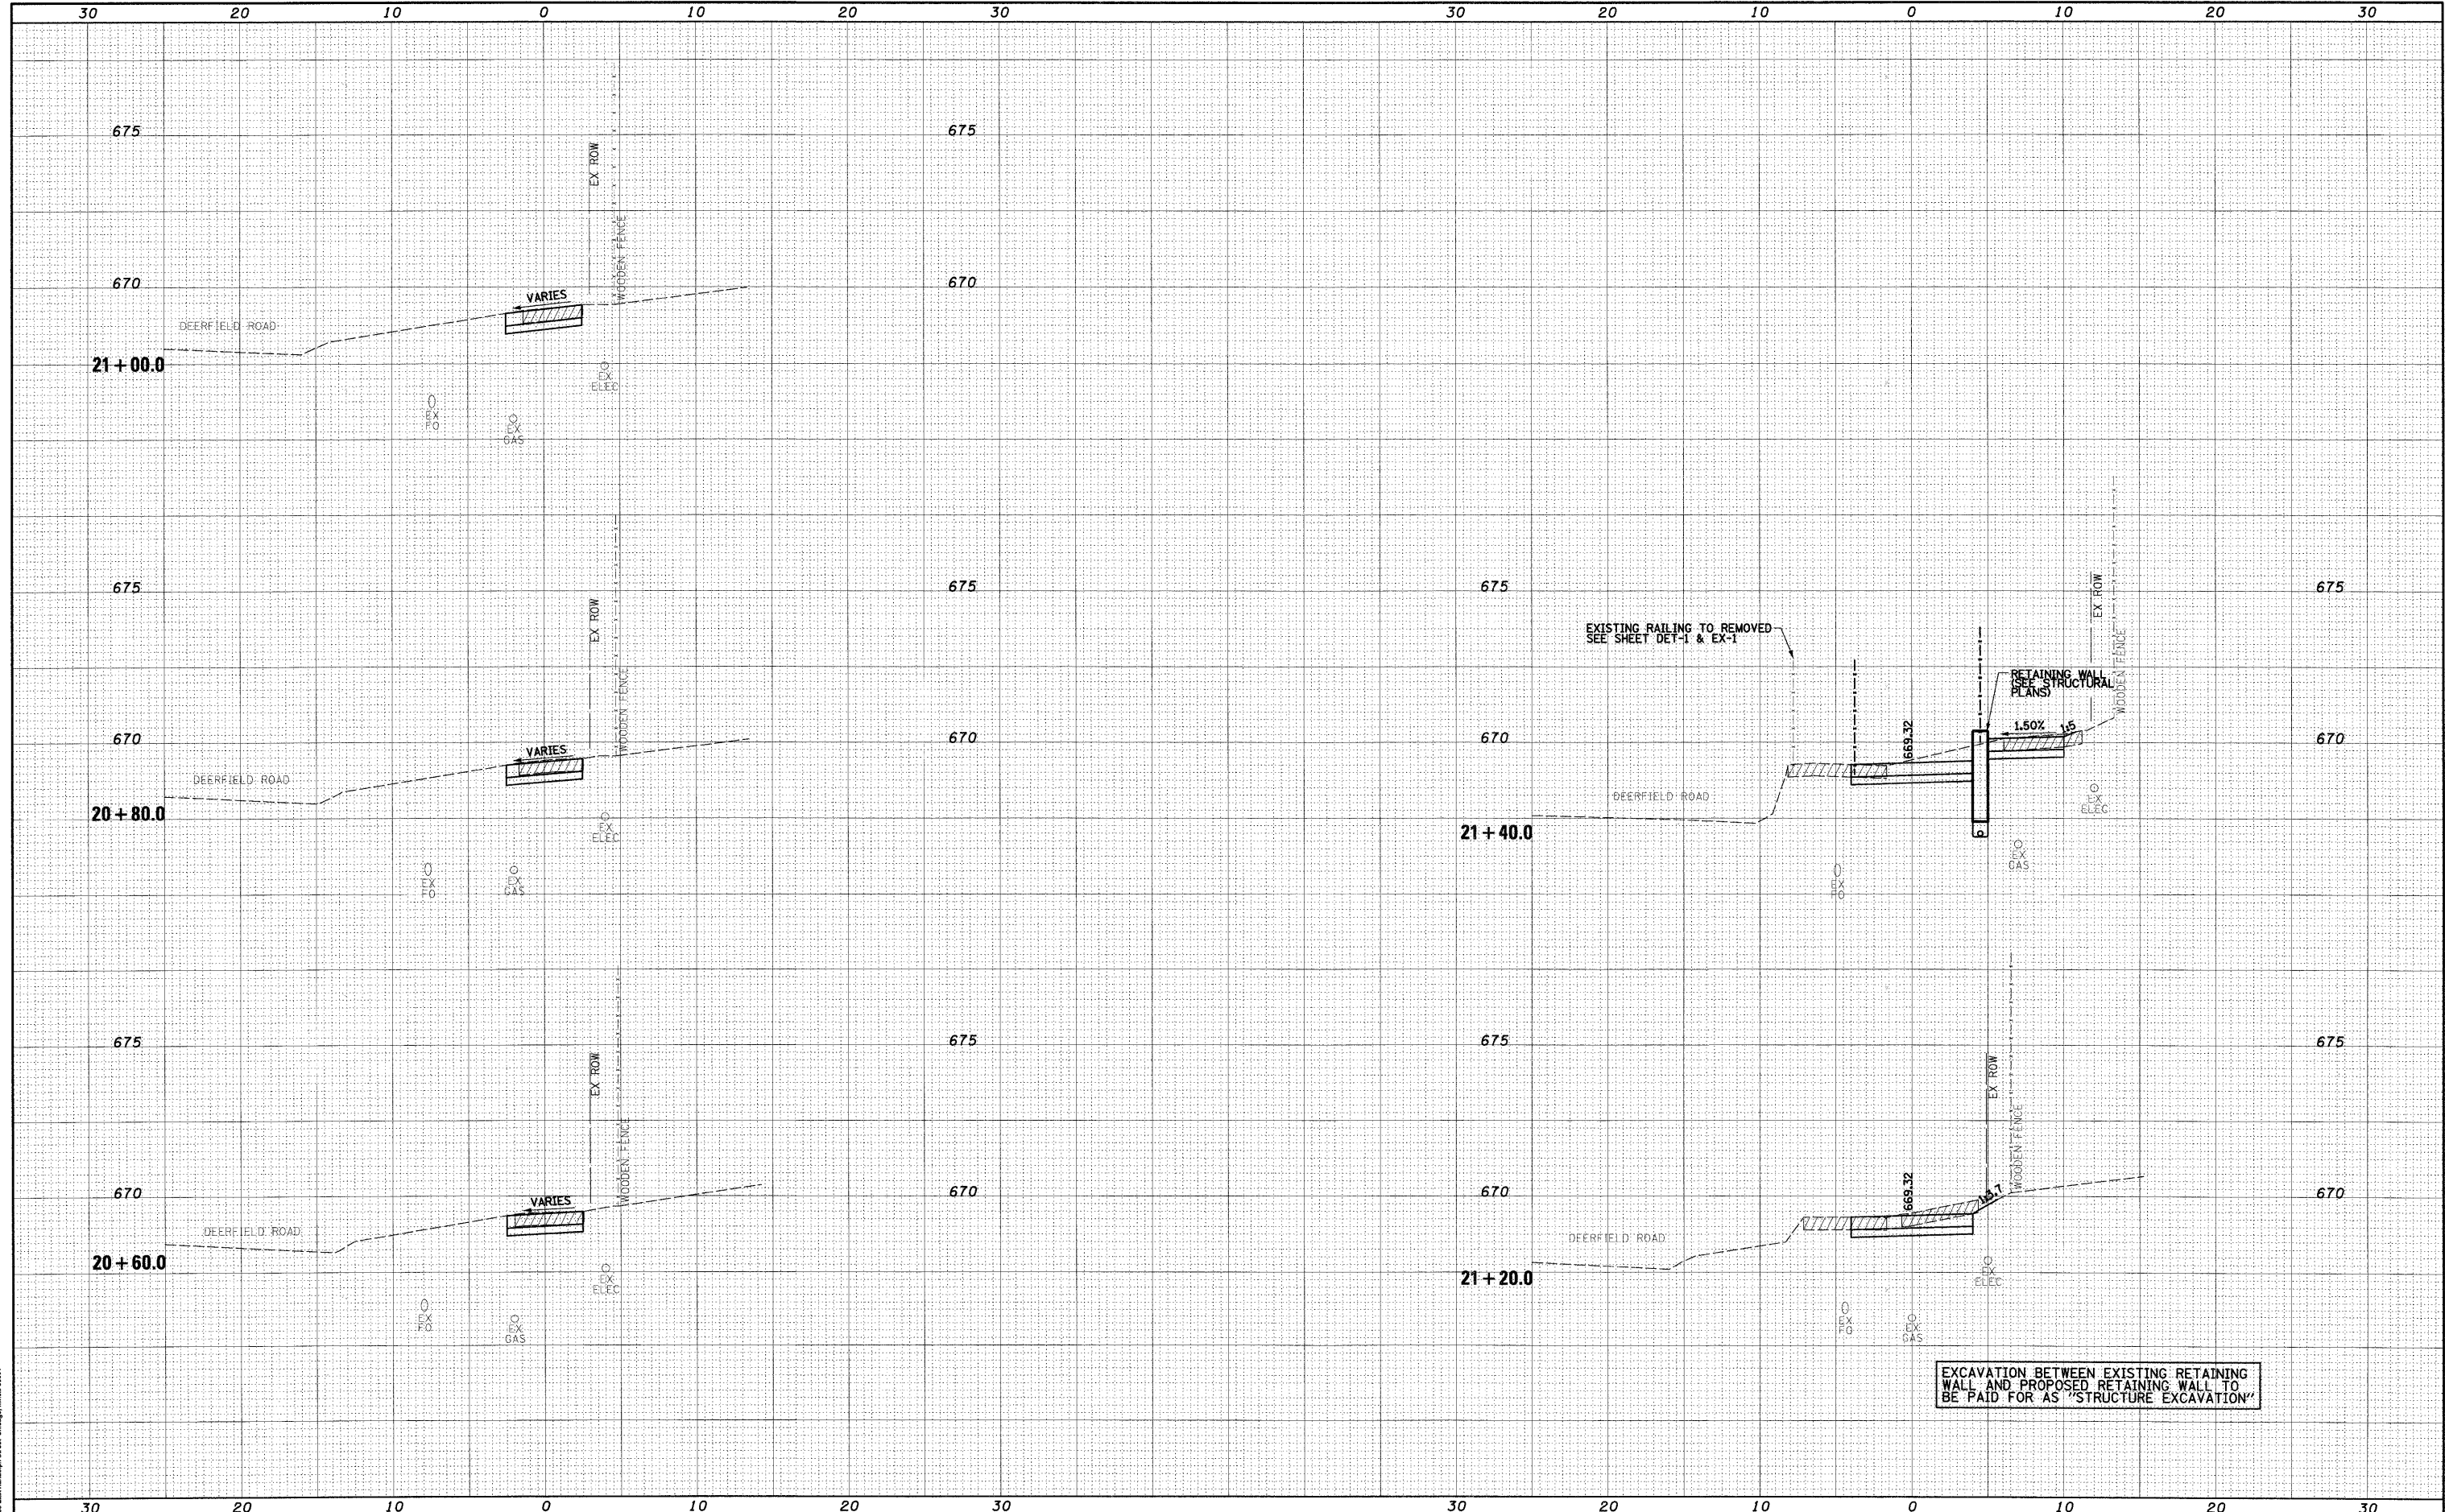 30 20 10 0 10 20 30 30 20 10 0 10 20 30
675 675
EX ROW
WOODEN FENCE
670 670
VARIES
DEERFIELD ROAD
21+00.0
EX
ELEC
EX
FO
EX
GAS
675 675
EX ROW
WOODEN FENCE
670 670
VARIES
DEERFIELD ROAD
20+80.0
EX
ELEC
EX
FO
EX
GAS
675 675
EX ROW
WOODEN FENCE
670 670
VARIES
DEERFIELD ROAD
20+60.0
EX
ELEC
EX
FO
EX
GAS
675 675
EX ROW
EXISTING RAILING TO REMOVED
SEE SHEET DET-1 & EX-1
WOODEN FENCE
RETAINING WALL
(SEE STRUCTURAL
PLANS)
670 670
669.32
1.50%
1:5
DEERFIELD ROAD
21+40.0
EX
ELEC
EX
GAS
EX
FO
675 675
EX ROW
WOODEN FENCE
670 670
669.32
1:3.7
DEERFIELD ROAD
21+20.0
EX
ELEC
EX
FO
EX
GAS
EXCAVATION BETWEEN EXISTING RETAINING
WALL AND PROPOSED RETAINING WALL TO
BE PAID FOR AS "STRUCTURE EXCAVATION"
30 20 10 0 10 20 30 30 20 10 0 10 20 30